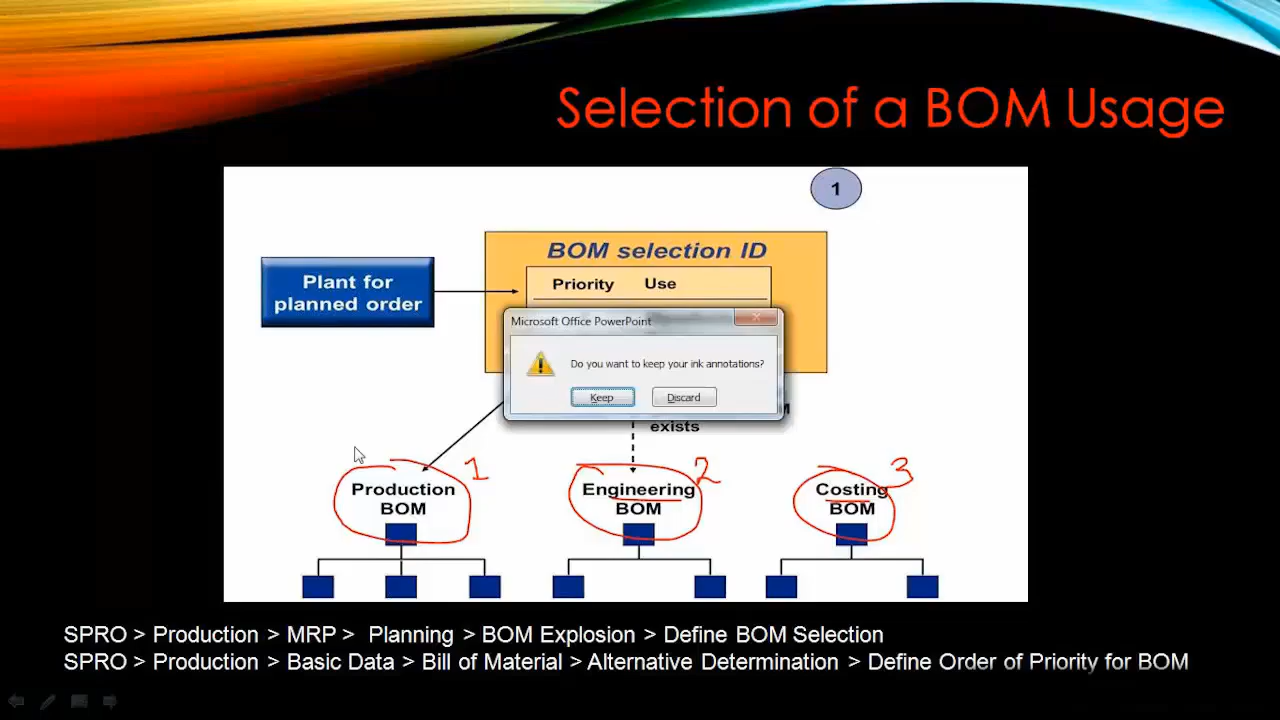 Selection of a BOM Usage
1
BOM selection ID
Plant for
planned order
Priority Use
Microsoft Office PowerPoint
Do you want to keep your ink annotations?
Keep Discard
exists
1 2 3
Production
BOM
Engineering
BOM
Costing
BOM
SPRO > Production > MRP > Planning > BOM Explosion > Define BOM Selection
SPRO > Production > Basic Data > Bill of Material > Alternative Determination > Define Order of Priority for BOM